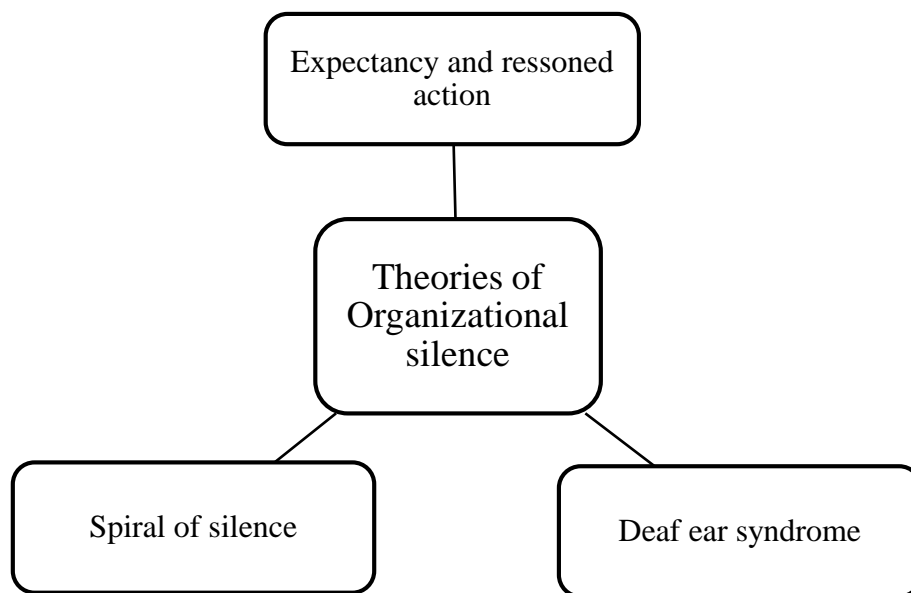 Expectancy and ressoned
action
Theories of
Organizational
silence
Spiral of silence
Deaf ear syndrome